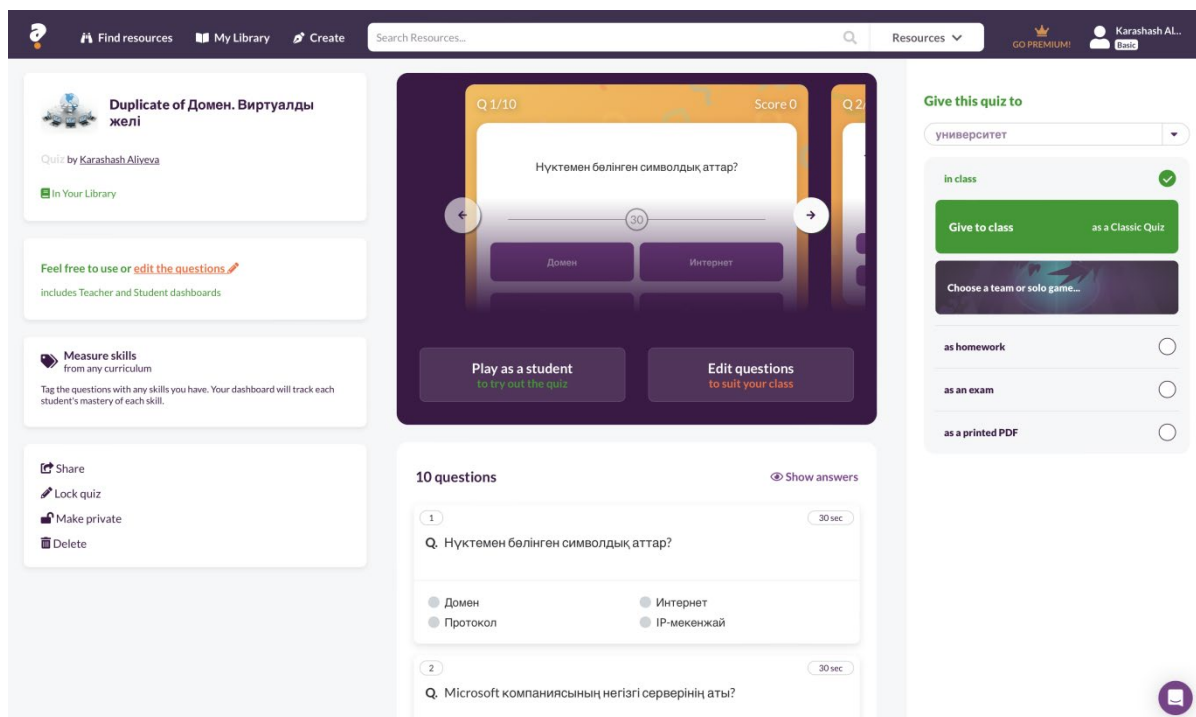 Find resources
My Library
Create
Search Resources...
Resources
GO PREMIUM!
Karashash Al...
Basic
Duplicate of Домен. Виртуалды
желі
Quiz by Karashash Aliyeva
In Your Library
Feel free to use or edit the questions
includes Teacher and Student dashboards
Measure skills
from any curriculum
Tag the questions with any skills you have. Your dashboard will track each
student's mastery of each skill.
Share
Lock quiz
Make private
Delete
Q 1/10
Score 0
Q 2/
Нүктемен бөлінген символдық аттар?
30
Домен
Интернет
Play as a student
to try out the quiz
Edit questions
to suit your class
10 questions
Show answers
1
30 sec
Q. Нүктемен бөлінген символдық аттар?
Домен
Интернет
Протокол
IP-мекенжай
2
30 sec
Q. Microsoft компаниясының негізгі серверінің аты?
Give this quiz to
университет
in class
Give to class
as a Classic Quiz
Choose a team or solo game...
as homework
as an exam
as a printed PDF